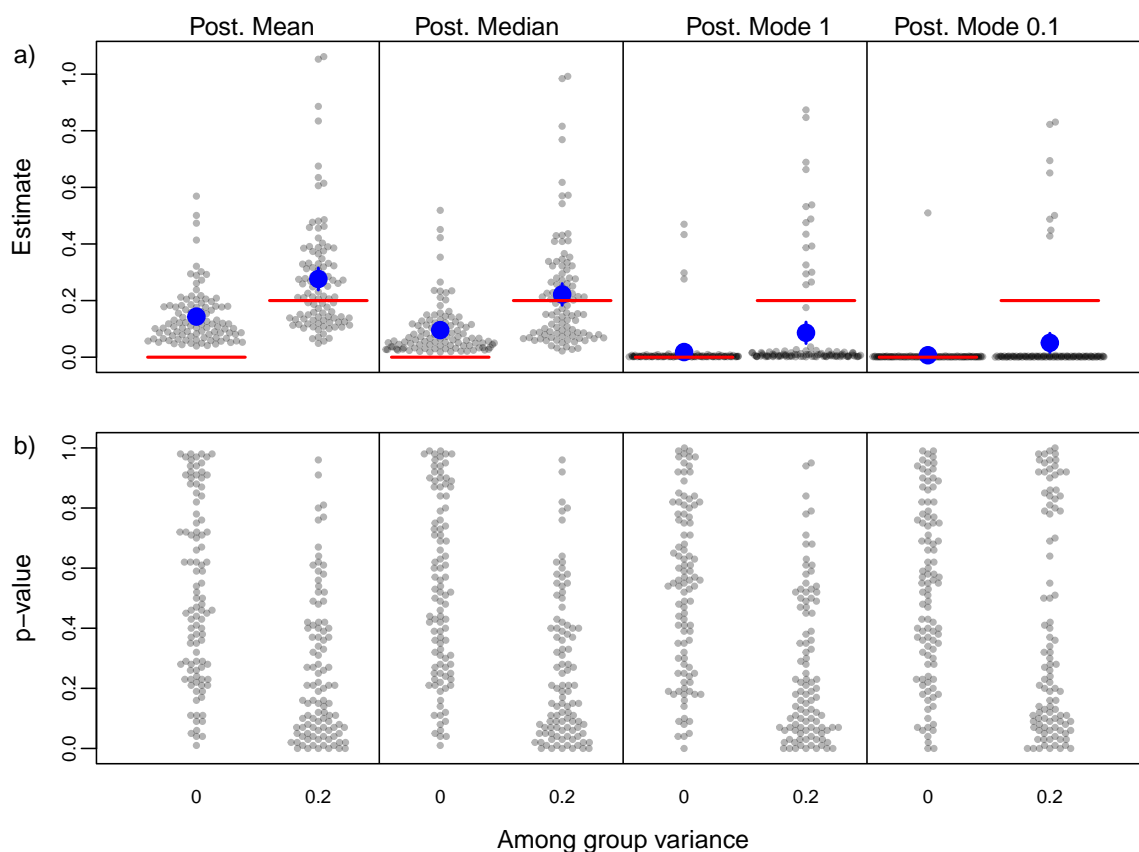 Post. Mean Post. Median Post. Mode 1 Post. Mode 0.1
a)
Estimate
1.0
0.8
0.6
0.4
0.2
0.0
b)
p−value
1.0
0.8
0.6
0.4
0.2
0.0
0 0.2 0 0.2 0 0.2 0 0.2
Among group variance